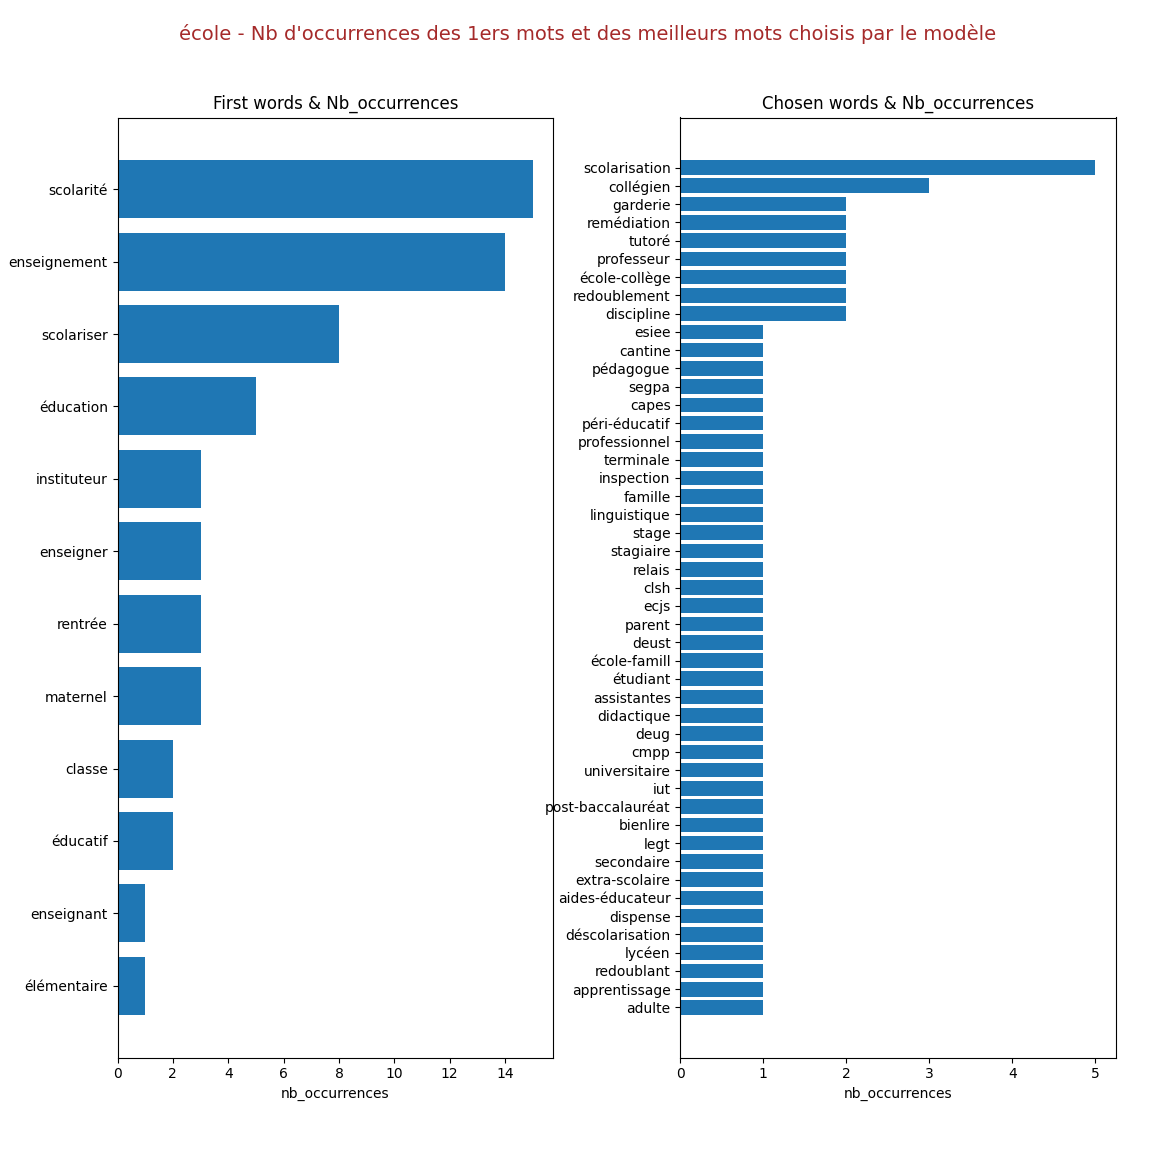 école - Nb d'occurrences des 1ers mots et des meilleurs mots choisis par le modèle
First words & Nb_occurrences
scolarité
enseignement
scolariser
éducation
instituteur
enseigner
rentrée
maternel
classe
éducatif
enseignant
élémentaire
0 2 4 6 8 10 12 14
nb_occurrences
Chosen words & Nb_occurrences
scolarisation
collégien
garderie
remédiation
tutoré
professeur
école-collège
redoublement
discipline
esiee
cantine
pédagogue
segpa
capes
péri-éducatif
professionnel
terminale
inspection
famille
linguistique
stage
stagiaire
relais
clsh
ecjs
parent
deust
école-famill
étudiant
assistantes
didactique
deug
cmpp
universitaire
iut
post-baccalauréat
bienlire
legt
secondaire
extra-scolaire
aides-éducateur
dispense
déscolarisation
lycéen
redoublant
apprentissage
adulte
0 1 2 3 4 5
nb_occurrences